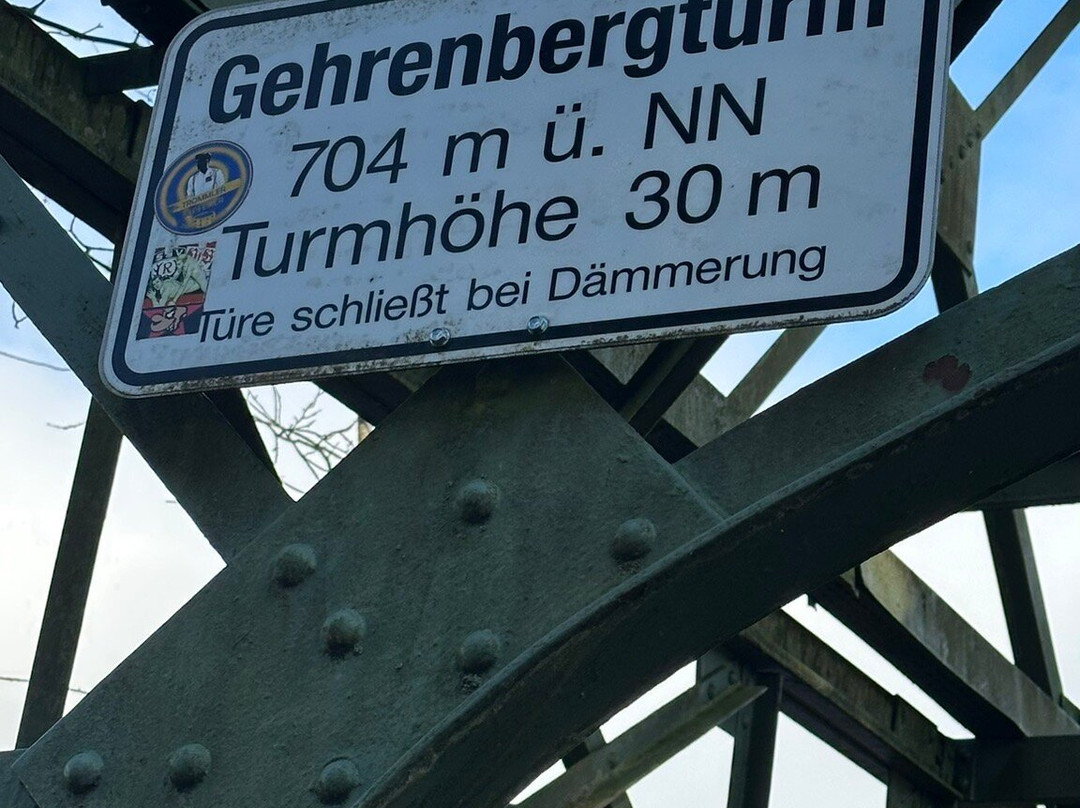 Gehrenbergturm
704 m ü. NN
Turmhöhe 30 m
Türe schließt bei Dämmerung